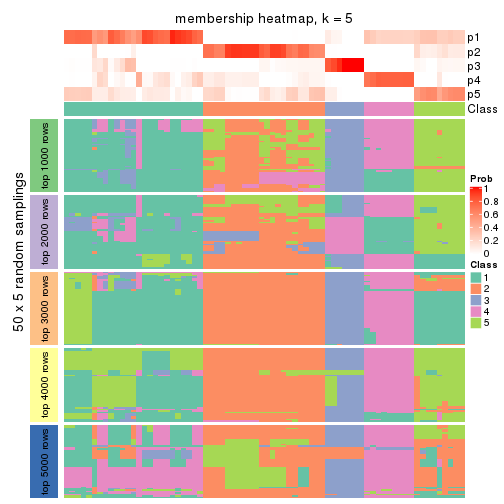 membership heatmap, k = 5
p1
p2
p3
p4
p5
Class
50 x 5 random samplings
top 1000 rows
top 2000 rows
top 3000 rows
top 4000 rows
top 5000 rows
Prob
1
0.8
0.6
0.4
0.2
0
Class
1
2
3
4
5